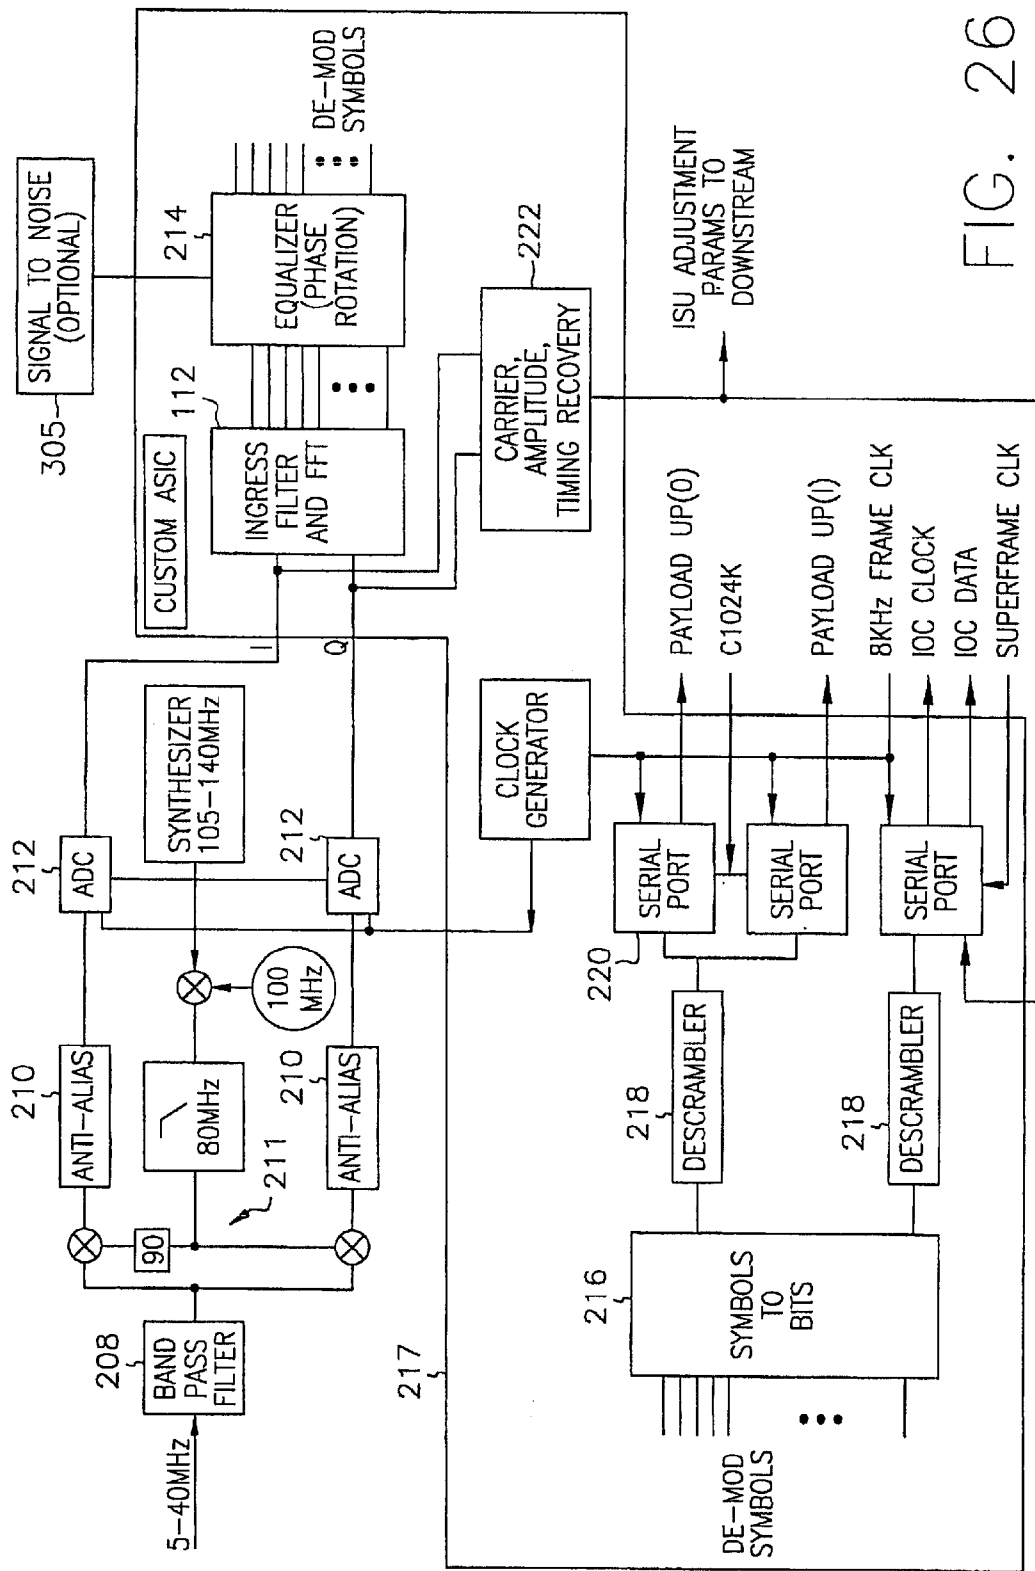 5-40MHz
208
BAND
PASS
FILTER
90
211
210
ANTI-ALIAS
80MHz
210
ANTI-ALIAS
100
MHz
SYNTHESIZER
105-140MHz
212
ADC
212
ADC
CLOCK
GENERATOR
I
Q
CUSTOM ASIC
305
SIGNAL TO NOISE
(OPTIONAL)
112
INGRESS
FILTER
AND FFT
214
EQUALIZER
(PHASE
ROTATION)
DE-MOD
SYMBOLS
222
CARRIER,
AMPLITUDE,
TIMING RECOVERY
ISU ADJUSTMENT
PARAMS TO
DOWNSTREAM
217
DE-MOD
SYMBOLS
216
SYMBOLS
TO
BITS
218
DESCRAMBLER
218
DESCRAMBLER
220
SERIAL
PORT
SERIAL
PORT
SERIAL
PORT
PAYLOAD UP(0)
C1024K
PAYLOAD UP(1)
8KHz FRAME CLK
IOC CLOCK
IOC DATA
SUPERFRAME CLK
FIG. 26